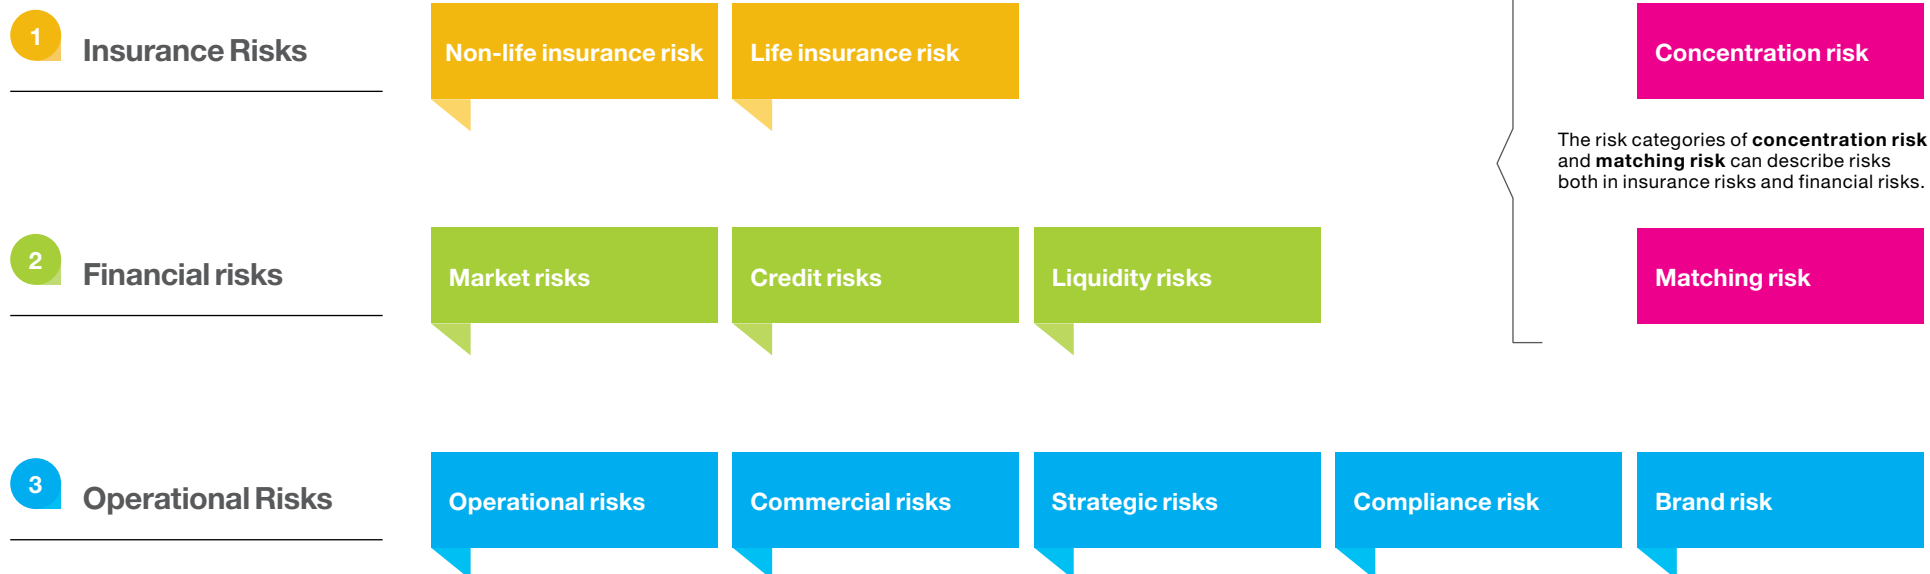 1
Insurance Risks
Non-life insurance risk
Life insurance risk
Concentration risk
The risk categories of concentration risk
and matching risk can describe risks
both in insurance risks and financial risks.
2
Financial risks
Market risks
Credit risks
Liquidity risks
Matching risk
3
Operational Risks
Operational risks
Commercial risks
Strategic risks
Compliance risk
Brand risk